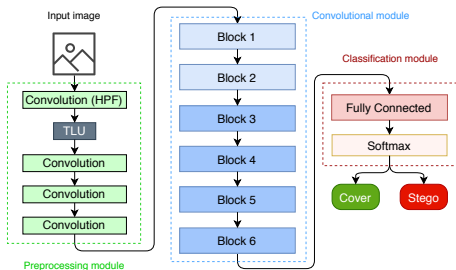 Input image
Convolution (HPF)
TLU
Convolution
Convolution
Convolution
Preprocessing module
Convolutional module
Block 1
Block 2
Block 3
Block 4
Block 5
Block 6
Classification module
Fully Connected
Softmax
Cover
Stego